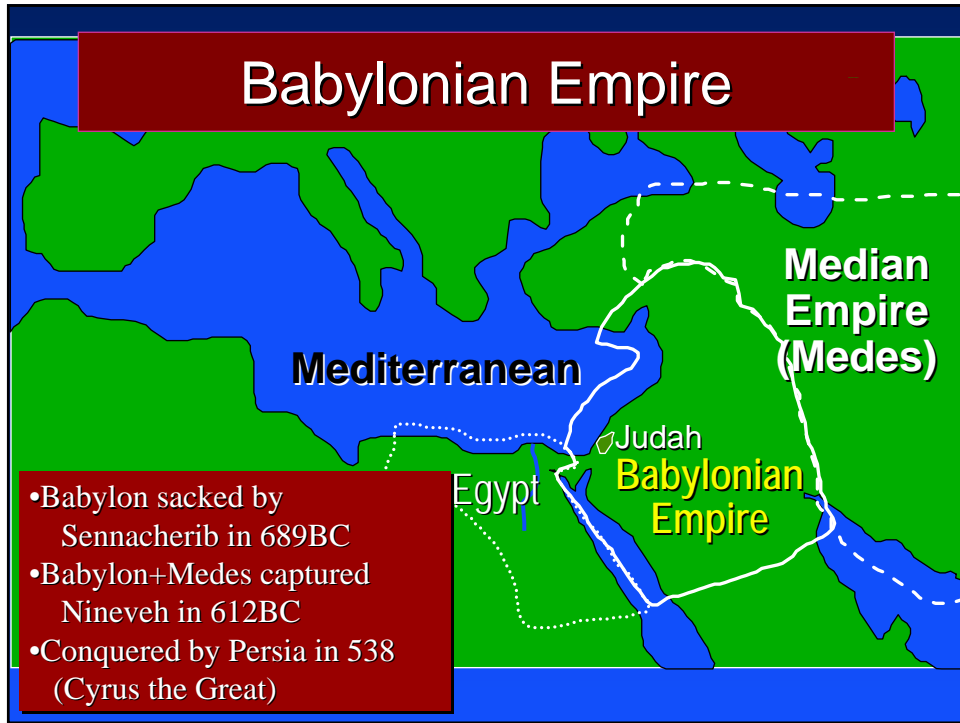 Babylonian Empire
Median
Empire
(Medes)
Mediterranean
Judah
Babylonian
Empire
Egypt
•Babylon sacked by
Sennacherib in 689BC
•Babylon+Medes captured
Nineveh in 612BC
•Conquered by Persia in 538
(Cyrus the Great)